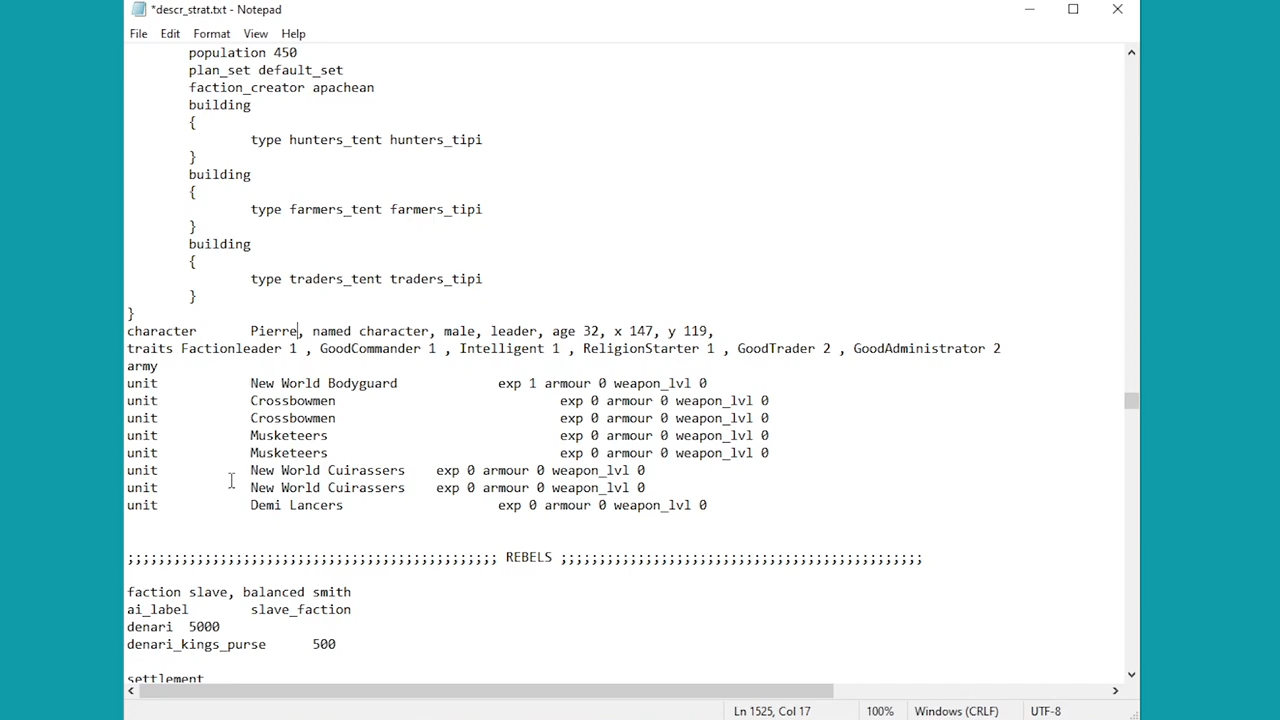 *descr_strat.txt - Notepad
File Edit Format View Help
population 450
plan_set default_set
faction_creator apachean
building
{
type hunters_tent hunters_tipi
}
building
{
type farmers_tent farmers_tipi
}
building
{
type traders_tent traders_tipi
}
}
character Pierre, named character, male, leader, age 32, x 147, y 119,
traits Factionleader 1 , GoodCommander 1 , Intelligent 1 , ReligionStarter 1 , GoodTrader 2 , GoodAdministrator 2
army
unit New World Bodyguard exp 1 armour 0 weapon_lvl 0
unit Crossbowmen exp 0 armour 0 weapon_lvl 0
unit Crossbowmen exp 0 armour 0 weapon_lvl 0
unit Musketeers exp 0 armour 0 weapon_lvl 0
unit Musketeers exp 0 armour 0 weapon_lvl 0
unit New World Cuirassers exp 0 armour 0 weapon_lvl 0
unit New World Cuirassers exp 0 armour 0 weapon_lvl 0
unit Demi Lancers exp 0 armour 0 weapon_lvl 0
;;;;;;;;;;;;;;;;;;;;;;;;;;;;;;;;;;;;;;;;;;;;;;; REBELS ;;;;;;;;;;;;;;;;;;;;;;;;;;;;;;;;;;;;;;;;;;;;;;;
faction slave, balanced smith
ai_label slave_faction
denari 5000
denari_kings_purse 500
settlement
Ln 1525, Col 17 100% Windows (CRLF) UTF-8